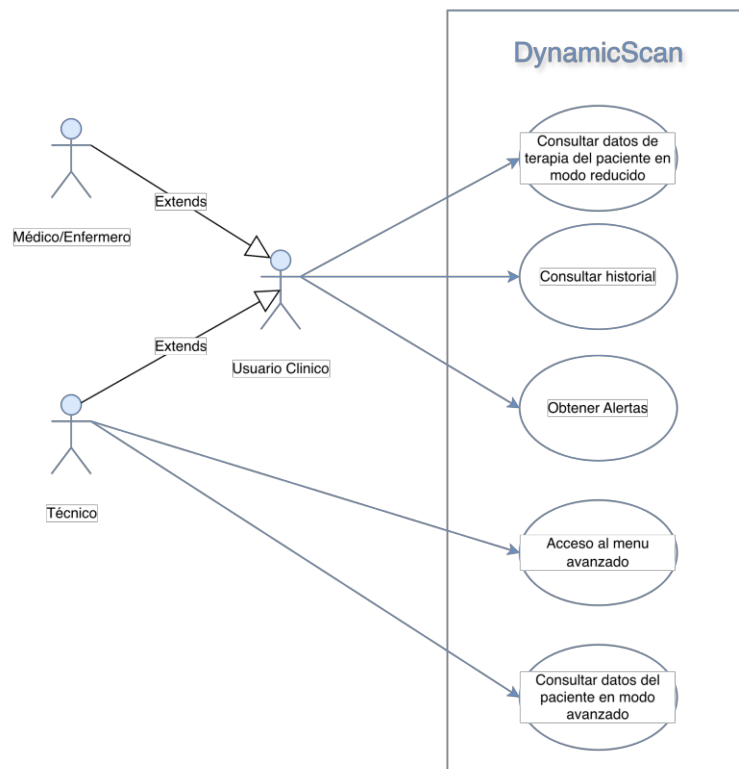 DynamicScan
Consultar datos de
terapia del paciente en
modo reducido
Extends
Médico/Enfermero
Consultar historial
Extends
Usuario Clinico
Obtener Alertas
Técnico
Acceso al menu
avanzado
Consultar datos del
paciente en modo
avanzado